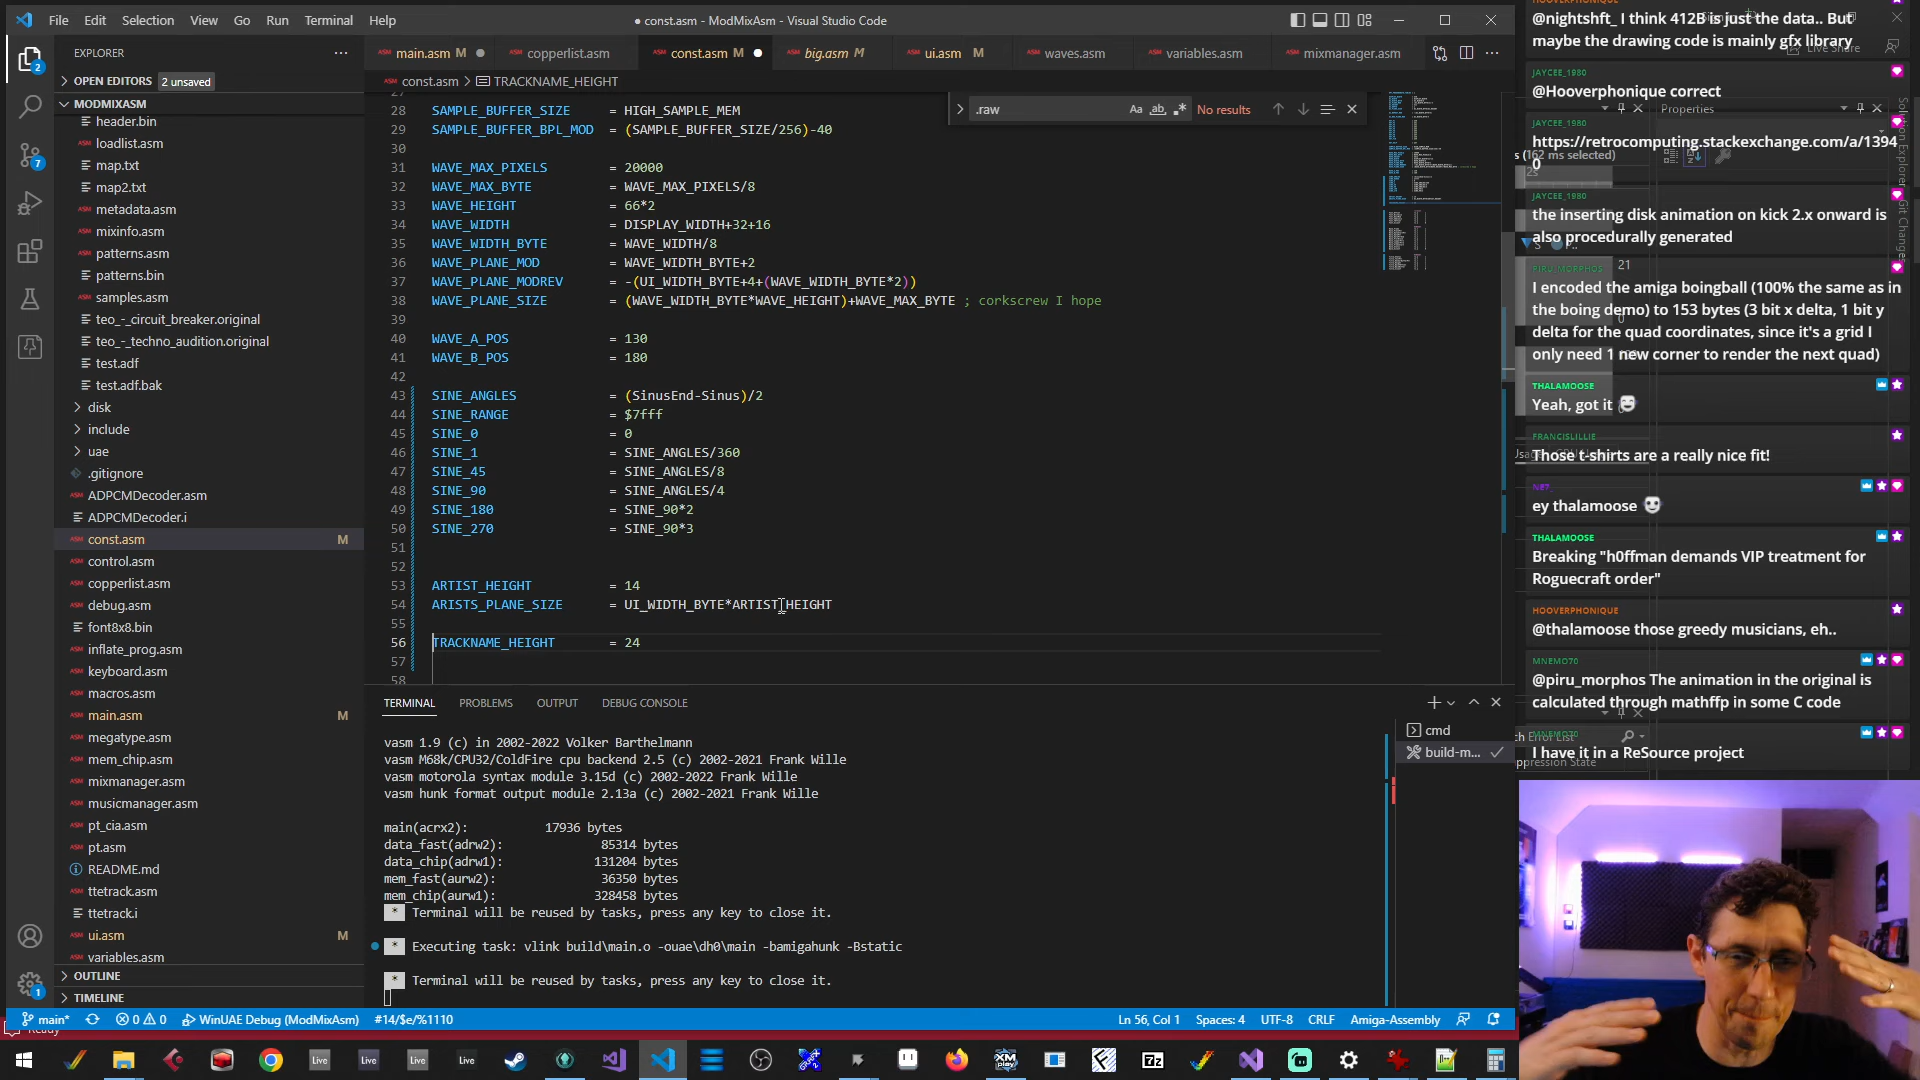 File Edit Selection View Go Run Terminal Help
● const.asm - ModMixAsm - Visual Studio Code
EXPLORER
OPEN EDITORS 2 unsaved
MODMIXASM
header.bin
loadlist.asm
map.txt
map2.txt
metadata.asm
mixinfo.asm
patterns.asm
patterns.bin
samples.asm
teo_-_circuit_breaker.original
teo_-_techno_audition.original
test.adf
test.adf.bak
disk
include
uae
.gitignore
ADPCMDecoder.asm
ADPCMDecoder.i
const.asm M
control.asm
copperlist.asm
debug.asm
font8x8.bin
inflate_prog.asm
keyboard.asm
macros.asm
main.asm M
megatype.asm
mem_chip.asm
mixmanager.asm
musicmanager.asm
pt_cia.asm
pt.asm
README.md
ttetrack.asm
ttetrack.i
ui.asm M
variables.asm
OUTLINE
TIMELINE
main.asm M copperlist.asm const.asm M big.asm M ui.asm M waves.asm variables.asm mixmanager.asm
const.asm > TRACKNAME_HEIGHT
.raw No results
28 SAMPLE_BUFFER_SIZE = HIGH_SAMPLE_MEM
29 SAMPLE_BUFFER_BPL_MOD = (SAMPLE_BUFFER_SIZE/256)-40
30
31 WAVE_MAX_PIXELS = 20000
32 WAVE_MAX_BYTE = WAVE_MAX_PIXELS/8
33 WAVE_HEIGHT = 66*2
34 WAVE_WIDTH = DISPLAY_WIDTH+32+16
35 WAVE_WIDTH_BYTE = WAVE_WIDTH/8
36 WAVE_PLANE_MOD = WAVE_WIDTH_BYTE+2
37 WAVE_PLANE_MODREV = -(UI_WIDTH_BYTE+4+(WAVE_WIDTH_BYTE*2))
38 WAVE_PLANE_SIZE = (WAVE_WIDTH_BYTE*WAVE_HEIGHT)+WAVE_MAX_BYTE ; corkscrew I hope
39
40 WAVE_A_POS = 130
41 WAVE_B_POS = 180
42
43 SINE_ANGLES = (SinusEnd-Sinus)/2
44 SINE_RANGE = $7fff
45 SINE_0 = 0
46 SINE_1 = SINE_ANGLES/360
47 SINE_45 = SINE_ANGLES/8
48 SINE_90 = SINE_ANGLES/4
49 SINE_180 = SINE_90*2
50 SINE_270 = SINE_90*3
51
52
53 ARTIST_HEIGHT = 14
54 ARISTS_PLANE_SIZE = UI_WIDTH_BYTE*ARTIST_HEIGHT
55
56 TRACKNAME_HEIGHT = 24
57
58
TERMINAL PROBLEMS OUTPUT DEBUG CONSOLE
cmd
build-m...
vasm 1.9 (c) in 2002-2022 Volker Barthelmann
vasm M68k/CPU32/ColdFire cpu backend 2.5 (c) 2002-2021 Frank Wille
vasm motorola syntax module 3.15d (c) 2002-2022 Frank Wille
vasm hunk format output module 2.13a (c) 2002-2021 Frank Wille
main(acrx2): 17936 bytes
data_fast(adrw2): 85314 bytes
data_chip(adrw1): 131204 bytes
mem_fast(aurw2): 36350 bytes
mem_chip(aurw1): 328458 bytes
* Terminal will be reused by tasks, press any key to close it.
* Executing task: vlink build\main.o -ouae\dh0\main -bamigahunk -Bstatic
* Terminal will be reused by tasks, press any key to close it.
main* 0 0 WinUAE Debug (ModMixAsm) #14/$e/%1110 Ln 56, Col 1 Spaces: 4 UTF-8 CRLF Amiga-Assembly
HOOVERPHONIQUE
@nightshft_ I think 412B is just the data.. But
maybe the drawing code is mainly gfx library
JAYCEE_1980
@Hooverphonique correct
JAYCEE_1980
https://retrocomputing.stackexchange.com/a/1394
0
JAYCEE_1980
the inserting disk animation on kick 2.x onward is
also procedurally generated
PIRU_MORPHOS
I encoded the amiga boingball (100% the same as in
the boing demo) to 153 bytes (3 bit x delta, 1 bit y
delta for the quad coordinates, since it's a grid I
only need 1 new corner to render the next quad)
THALAMOOSE
Yeah, got it
FRANCISLILLIE
Those t-shirts are a really nice fit!
NE7_
ey thalamoose
THALAMOOSE
Breaking "h0ffman demands VIP treatment for
Roguecraft order"
HOOVERPHONIQUE
@thalamoose those greedy musicians, eh..
MNEMO70
@piru_morphos The animation in the original is
calculated through mathffp in some C code
MNEMO70
I have it in a ReSource project
Live Share
Properties
Solution Explorer
Git Changes
(162 ms selected)
21
Ready
Live Live Live Live